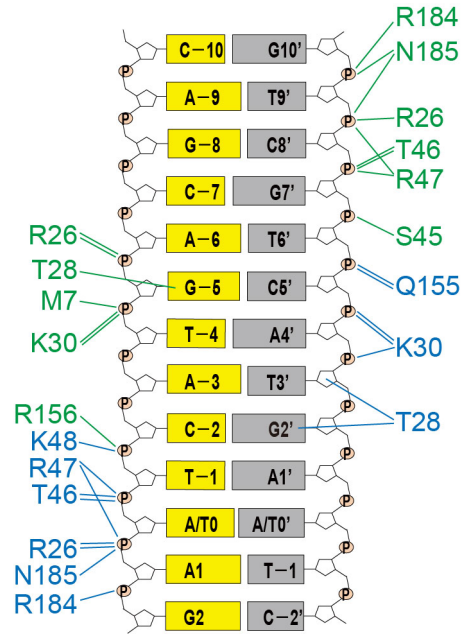 R184
C–10 G10'
P P N185
A–9 T9'
P P R26
G–8 C8' T46
P P R47
C–7 G7'
P P S45
R26 A–6 T6'
P P Q155
T28 G–5 C5'
M7 P P
K30 T–4 A4' K30
P P
A–3 T3'
P P
R156 C–2 G2' T28
K48 P P
R47 T–1 A1'
T46 P P
A/T0 A/T0'
R26 P P
N185 A1 T–1
R184 P P
G2 C–2'